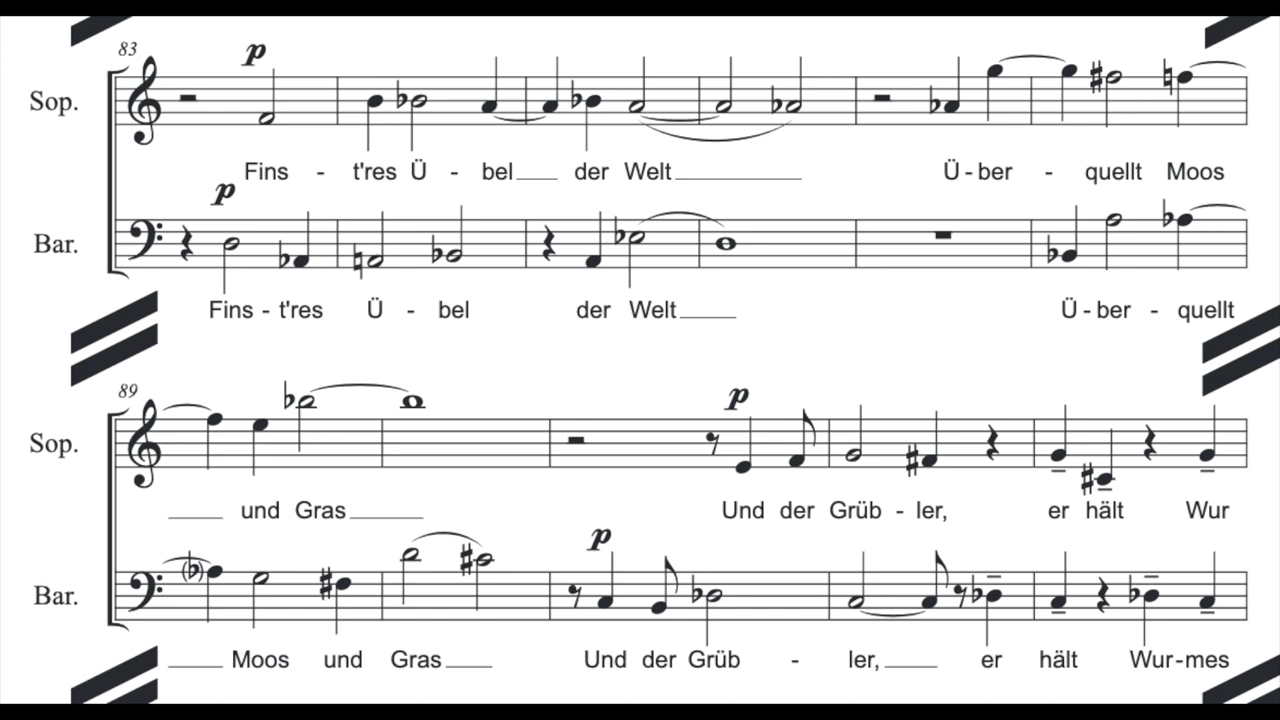 83
p
Sop.
Fins - t'res Ü - bel der Welt Ü - ber - quellt Moos
p
Bar.
Fins - t'res Ü - bel der Welt Ü - ber - quellt
89
p
Sop.
und Gras Und der Grüb - ler, er hält Wur
p
Bar.
Moos und Gras Und der Grüb - ler, er hält Wur - mes